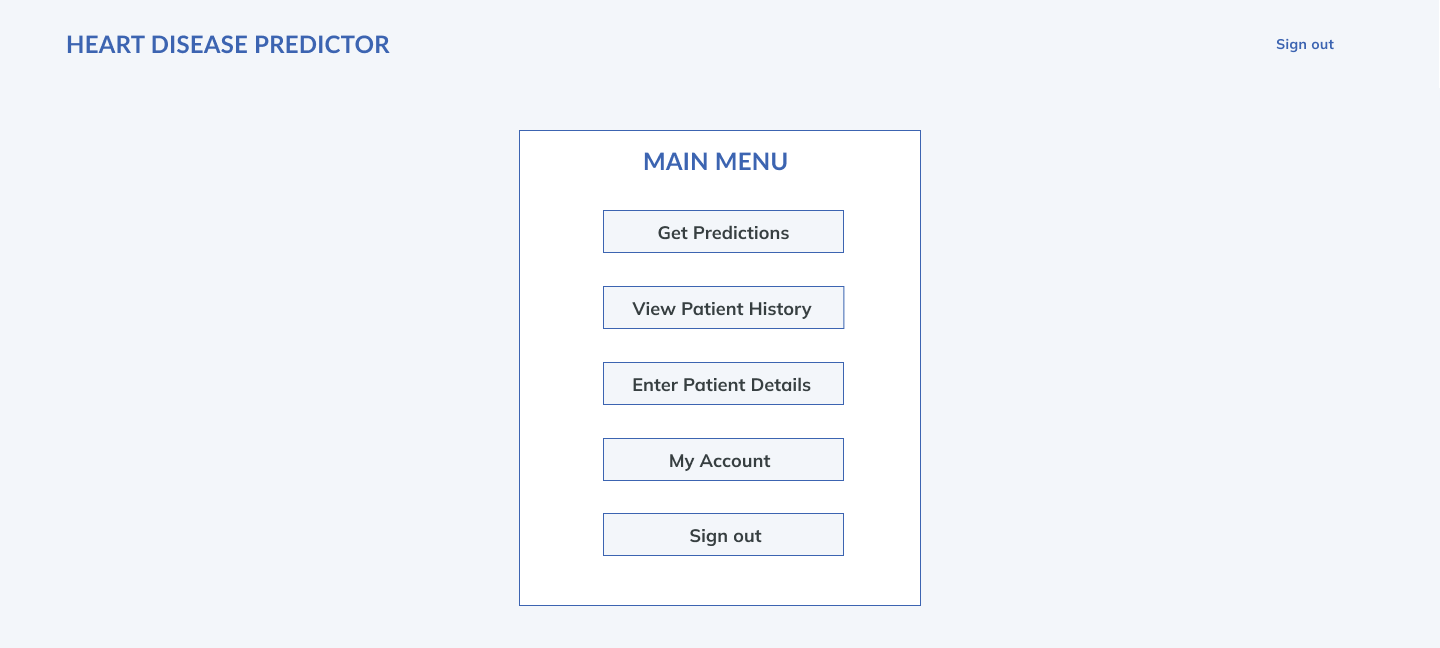 HEART DISEASE PREDICTOR
Sign out
MAIN MENU
Get Predictions
View Patient History
Enter Patient Details
My Account
Sign out